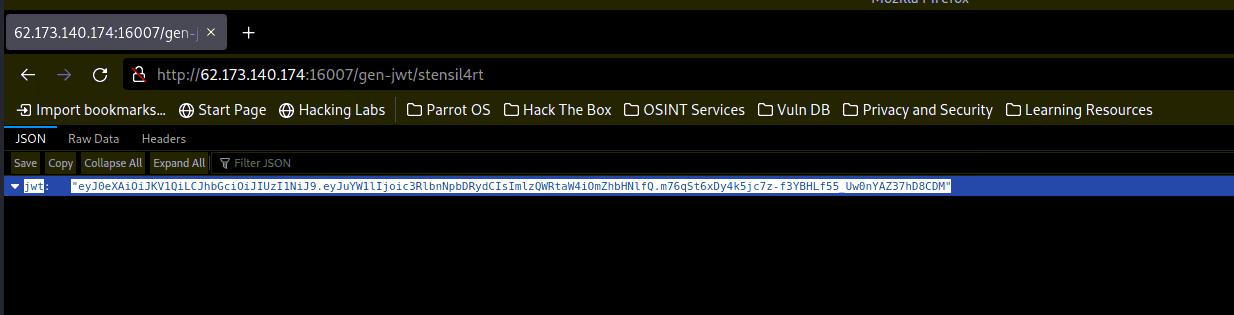 Mozilla Firefox
62.173.140.174:16007/gen-j
http://62.173.140.174:16007/gen-jwt/stensil4rt
Import bookmarks... Start Page Hacking Labs Parrot OS Hack The Box OSINT Services Vuln DB Privacy and Security Learning Resources
JSON Raw Data Headers
Save Copy Collapse All Expand All Filter JSON
jwt: "eyJ0eXAiOiJKV1QiLCJhbGciOiJIUzI1NiJ9.eyJuYW1lIjoic3RlbnNpbDRydCIsImlzQWRtaW4iOmZhbHNlfQ.m76qSt6xDy4k5jc7z-f3YBHLf55_Uw0nYAZ37hD8CDM"